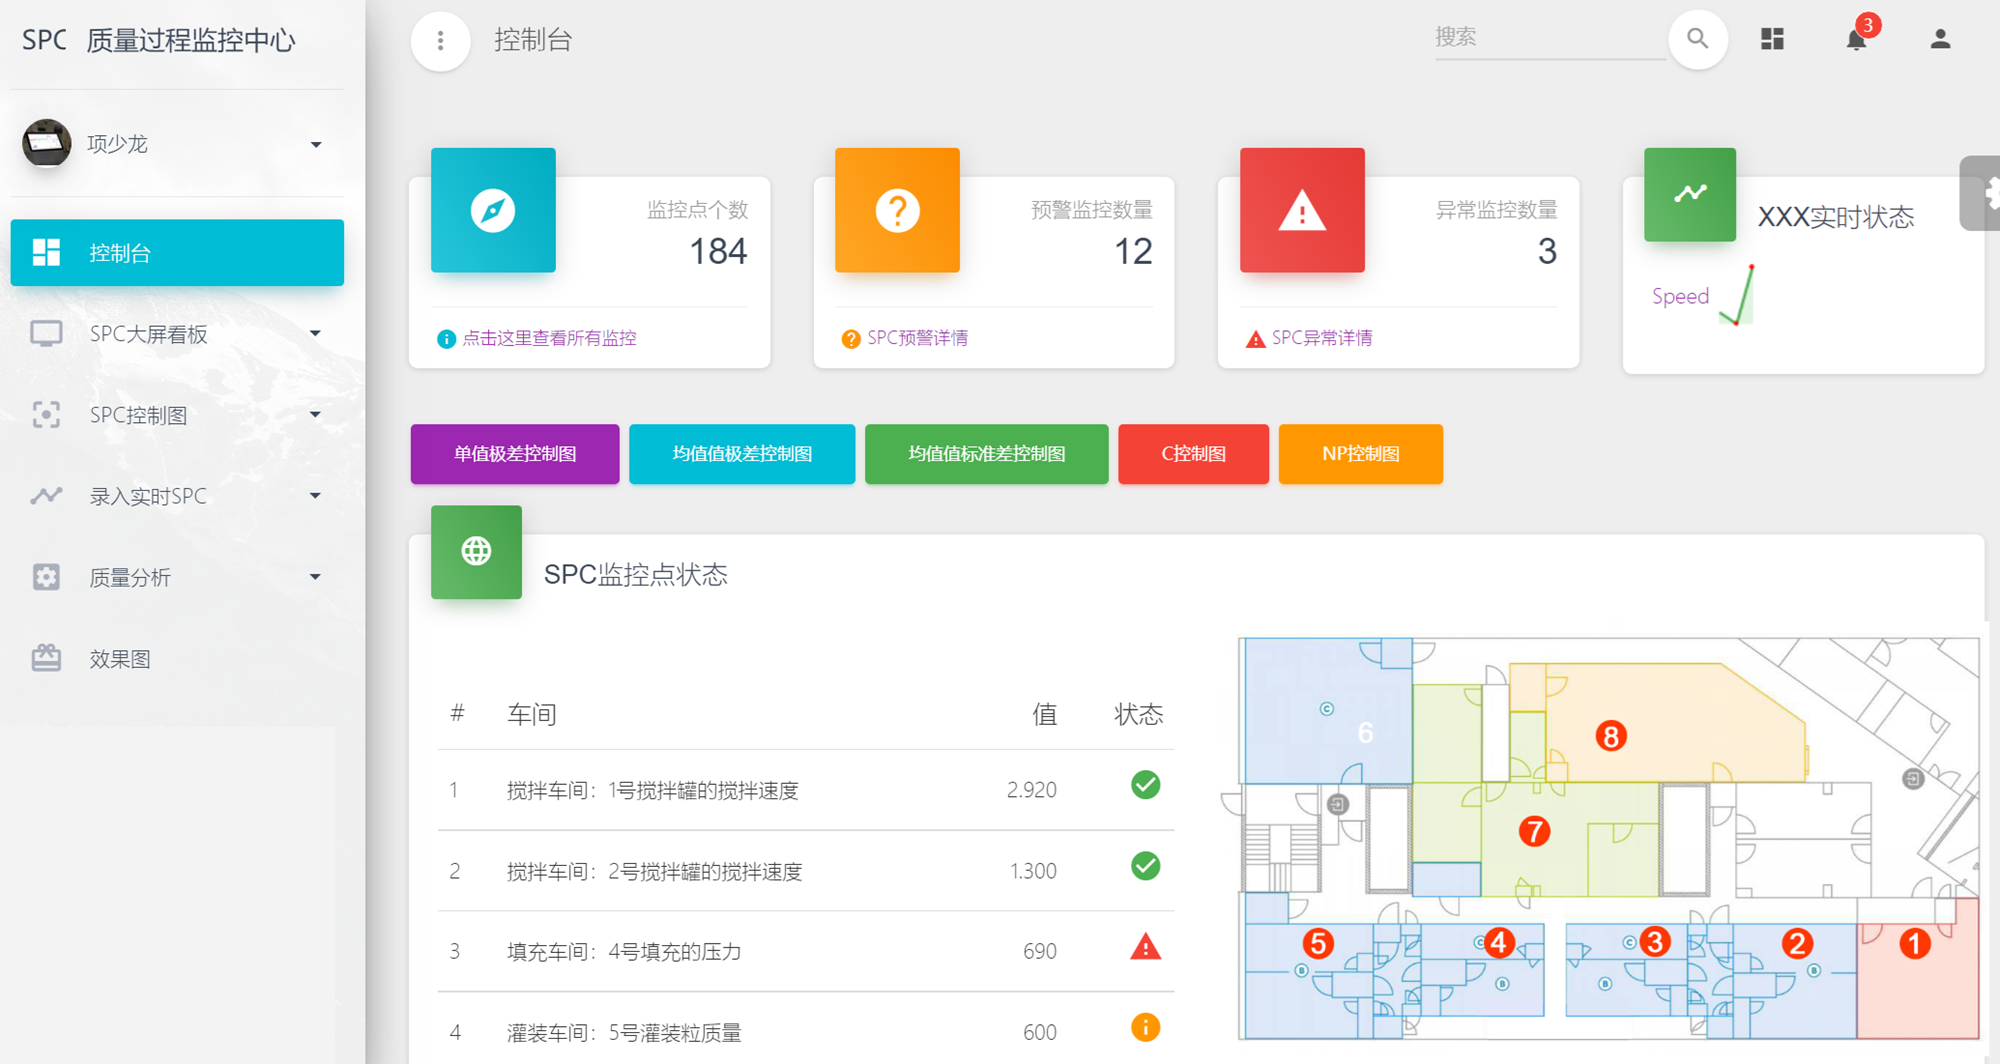 SPC 质量过程监控中心
项少龙
控制台
SPC大屏看板
SPC控制图
录入实时SPC
质量分析
效果图
控制台
搜索
3
监控点个数
184
点击这里查看所有监控
预警监控数量
12
SPC预警详情
异常监控数量
3
SPC异常详情
XXX实时状态
Speed
单值极差控制图
均值值极差控制图
均值值标准差控制图
C控制图
NP控制图
SPC监控点状态
# 车间 值 状态
1 搅拌车间：1号搅拌罐的搅拌速度 2.920
2 搅拌车间：2号搅拌罐的搅拌速度 1.300
3 填充车间：4号填充的压力 690
4 灌装车间：5号灌装粒质量 600
C
6
8
7
5
C 4
C 3
2
1
B
B
B
B